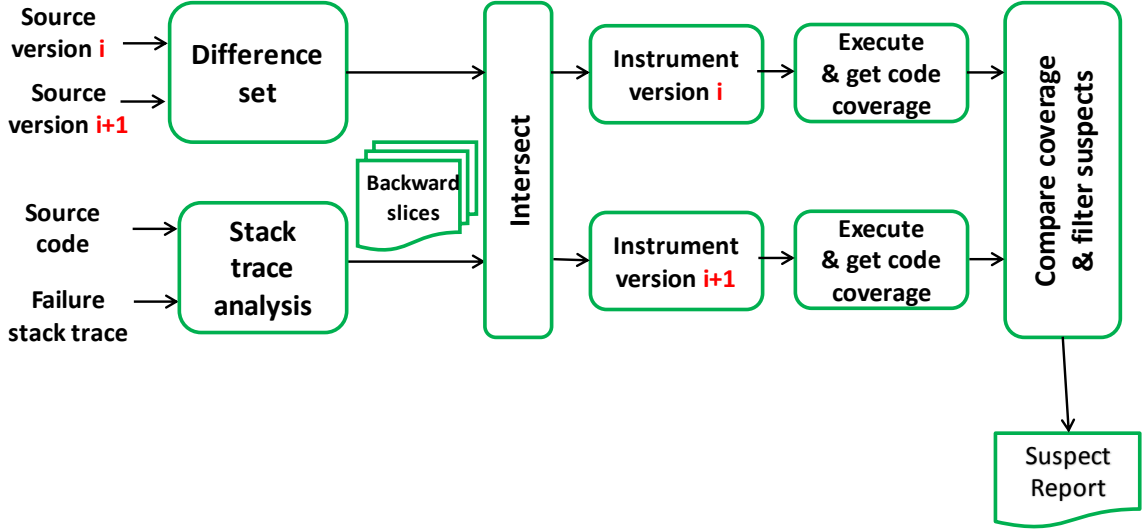 Source
version i
Source
version i+1
Difference
set
Source
code
Failure
stack trace
Stack
trace
analysis
Backward
slices
Intersect
Instrument
version i
Execute
& get code
coverage
Instrument
version i+1
Execute
& get code
coverage
Compare coverage
& filter suspects
Suspect
Report